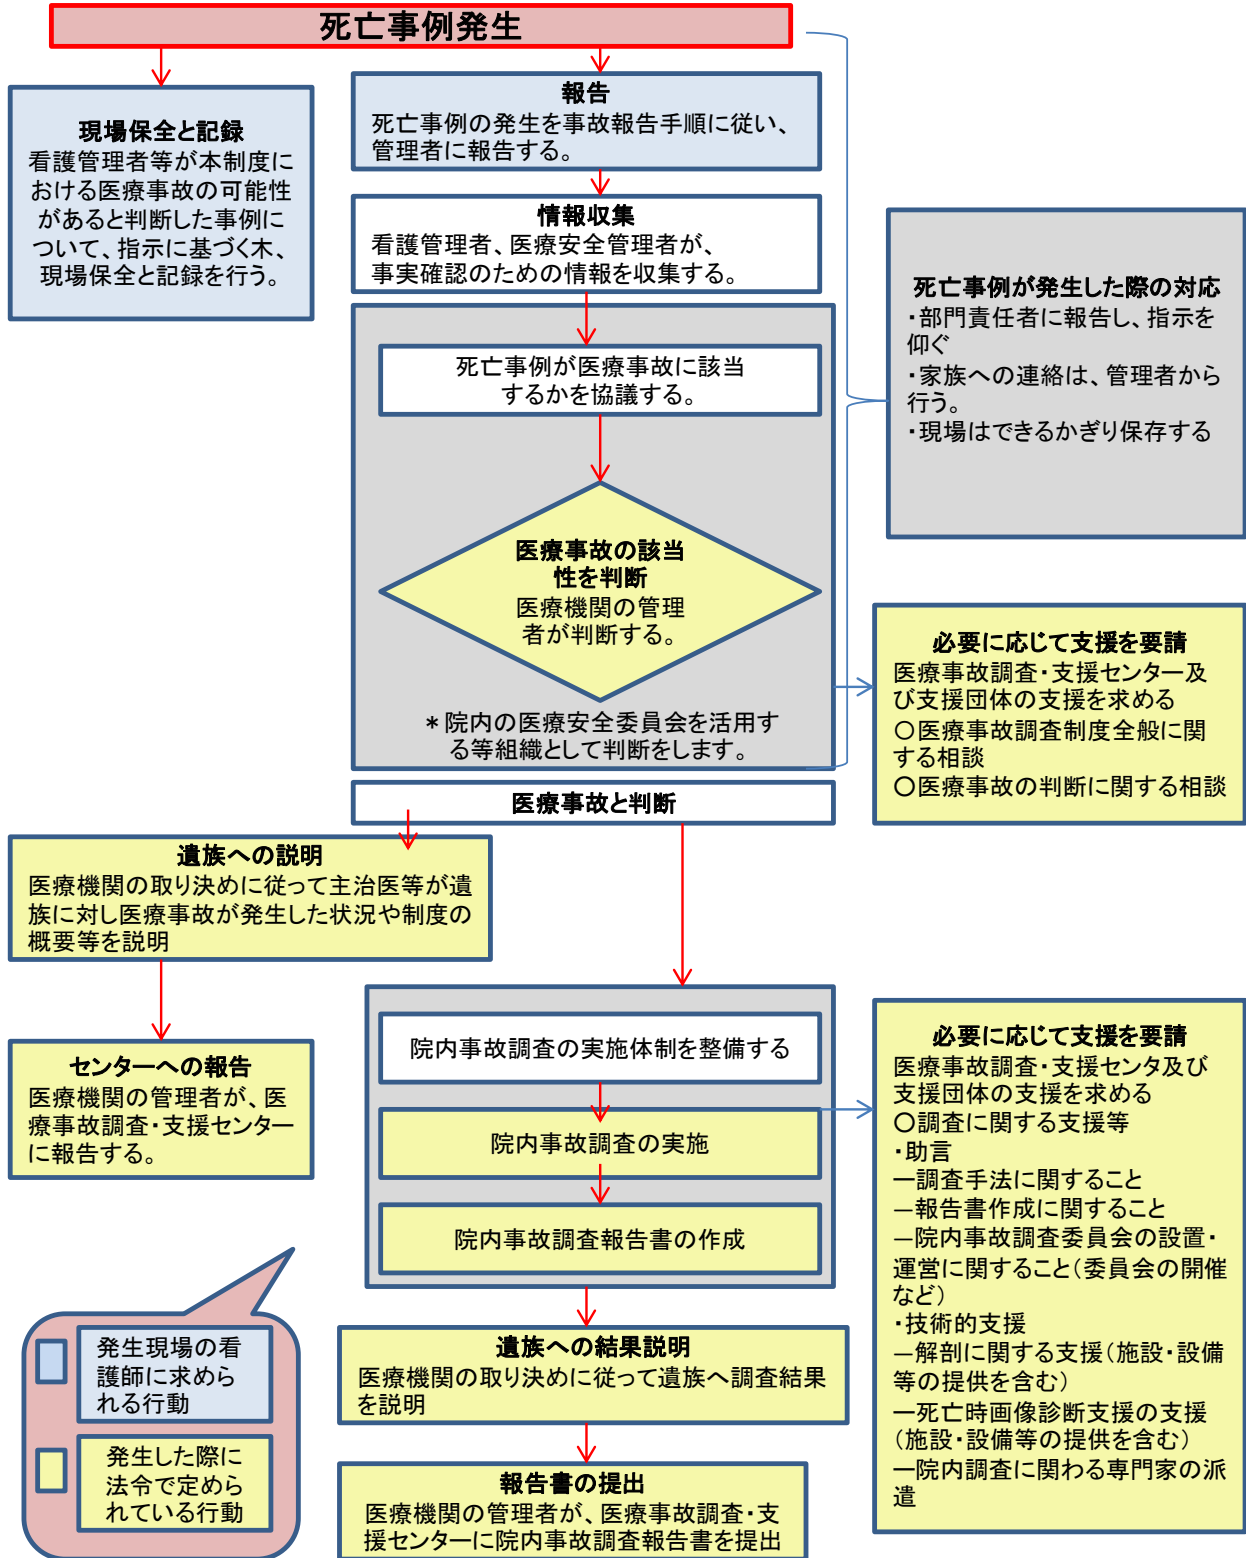 死亡事例発生
現場保全と記録
看護管理者等が本制度に
おける医療事故の可能性
があると判断した事例に
ついて、指示に基づく木、
現場保全と記録を行う。
報告
死亡事例の発生を事故報告手順に従い、
管理者に報告する。
情報収集
看護管理者、医療安全管理者が、
事実確認のための情報を収集する。
死亡事例が医療事故に該当
するかを協議する。
医療事故の該当
性を判断
医療機関の管理
者が判断する。
＊院内の医療安全委員会を活用す
る等組織として判断をします。
死亡事例が発生した際の対応
・部門責任者に報告し、指示を
仰ぐ
・家族への連絡は、管理者から
行う。
・現場はできるかぎり保存する
必要に応じて支援を要請
医療事故調査・支援センター及
び支援団体の支援を求める
〇医療事故調査制度全般に関
する相談
〇医療事故の判断に関する相談
医療事故と判断
遺族への説明
医療機関の取り決めに従って主治医等が遺
族に対し医療事故が発生した状況や制度の
概要等を説明
センターへの報告
医療機関の管理者が、医
療事故調査・支援センター
に報告する。
院内事故調査の実施体制を整備する
院内事故調査の実施
院内事故調査報告書の作成
必要に応じて支援を要請
医療事故調査・支援センタ及び
支援団体の支援を求める
〇調査に関する支援等
・助言
―調査手法に関すること
―報告書作成に関すること
―院内事故調査委員会の設置・
運営に関すること（委員会の開催
など）
・技術的支援
―解剖に関する支援（施設・設備
等の提供を含む）
―死亡時画像診断支援の支援
（施設・設備等の提供を含む）
―院内調査に関わる専門家の派
遣
遺族への結果説明
医療機関の取り決めに従って遺族へ調査結果
を説明
報告書の提出
医療機関の管理者が、医療事故調査・支
援センターに院内事故調査報告書を提出
発生現場の看
護師に求めら
れる行動
発生した際に
法令で定めら
れている行動